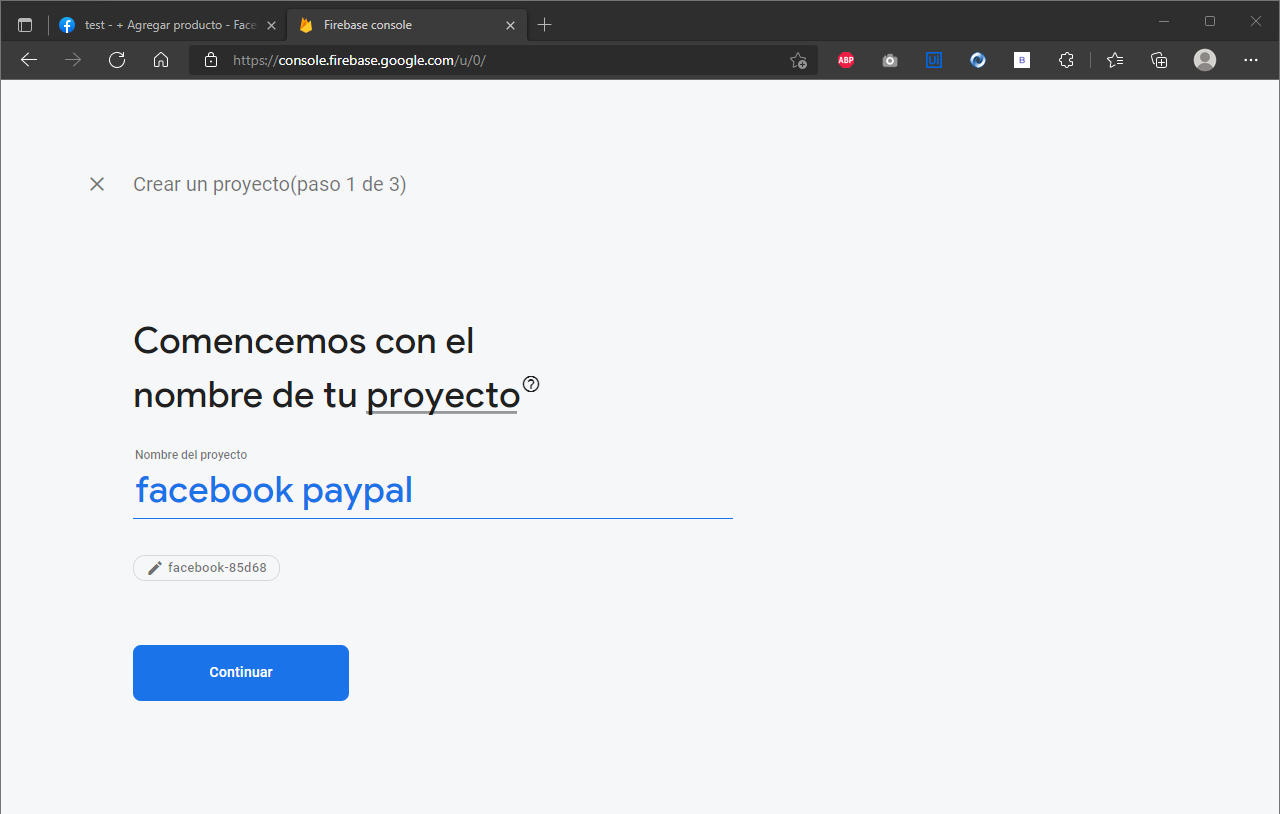 test - + Agregar producto - Face
Firebase console
https://console.firebase.google.com/u/0/
ABP
UI
B
Crear un proyecto(paso 1 de 3)
Comencemos con el
nombre de tu proyecto
Nombre del proyecto
facebook paypal
facebook-85d68
Continuar